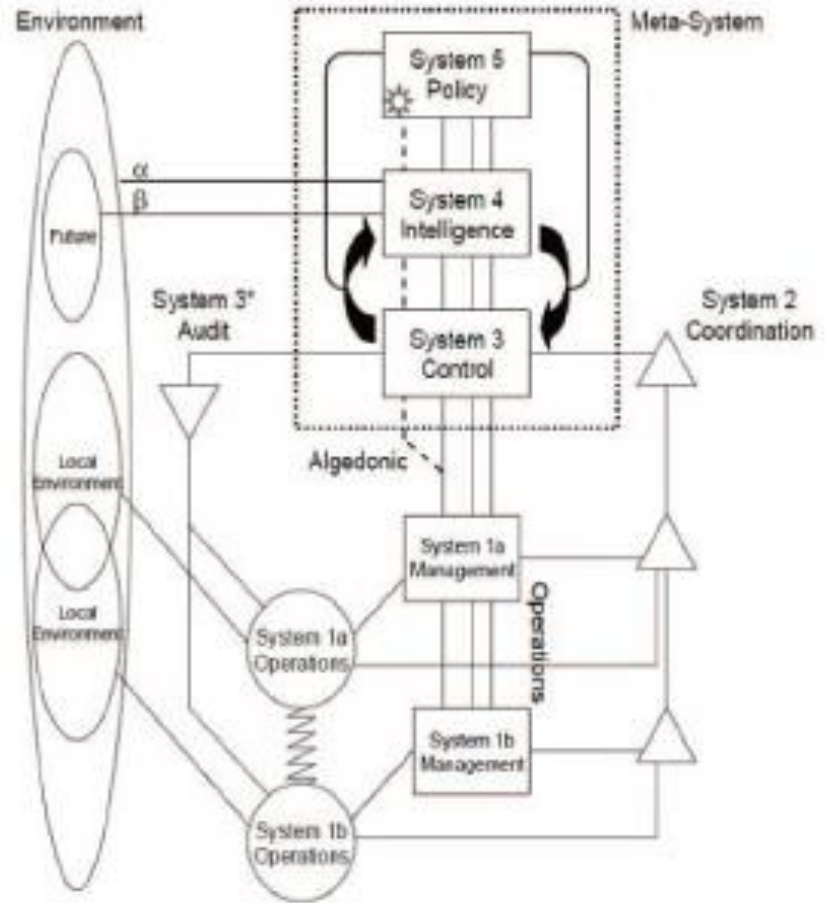 Environment
Meta-System
System 5
Policy
α
β
System 4
Intelligence
Future
System 3*
Audit
System 2
Coordination
System 3
Control
Algedonic
Local
Environment
System 1a
Management
Operations
Local
Environment
System 1a
Operations
System 1b
Management
System 1b
Operations